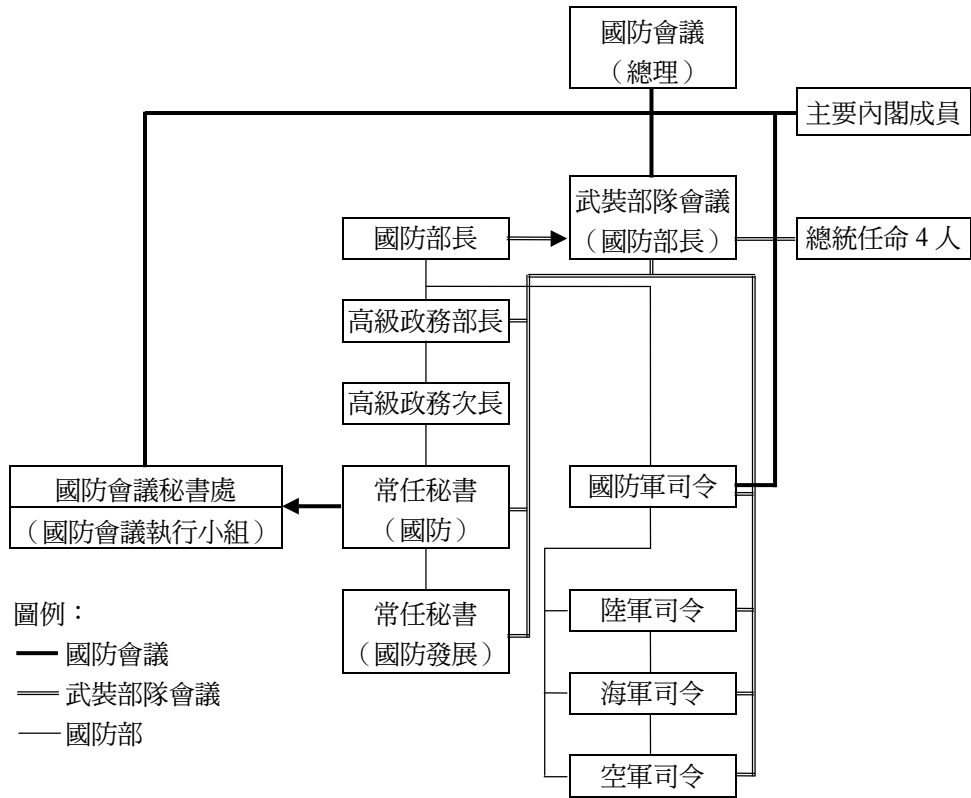 國防會議
（總理）
主要內閣成員
武裝部隊會議
（國防部長）
國防部長
總統任命 4 人
高級政務部長
高級政務次長
國防會議秘書處
（國防會議執行小組）
常任秘書
（國防）
國防軍司令
常任秘書
（國防發展）
陸軍司令
海軍司令
空軍司令
圖例：
國防會議
武裝部隊會議
國防部